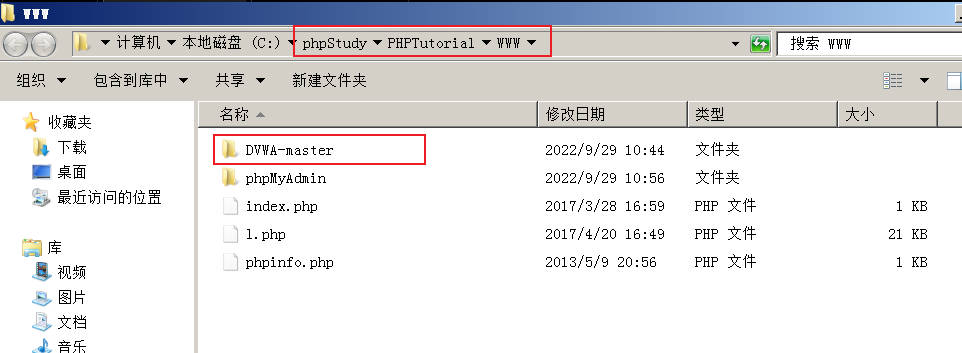 WWW
计算机 本地磁盘 (C:) phpStudy PHPTutorial WWW 搜索 WWW
组织 包含到库中 共享 新建文件夹
收藏夹
下载
桌面
最近访问的位置
库
视频
图片
文档
音乐
名称 修改日期 类型 大小
DVWA-master 2022/9/29 10:44 文件夹
phpMyAdmin 2022/9/29 10:56 文件夹
index.php 2017/3/28 16:59 PHP 文件 1 KB
l.php 2017/4/20 16:49 PHP 文件 21 KB
phpinfo.php 2013/5/9 20:56 PHP 文件 1 KB